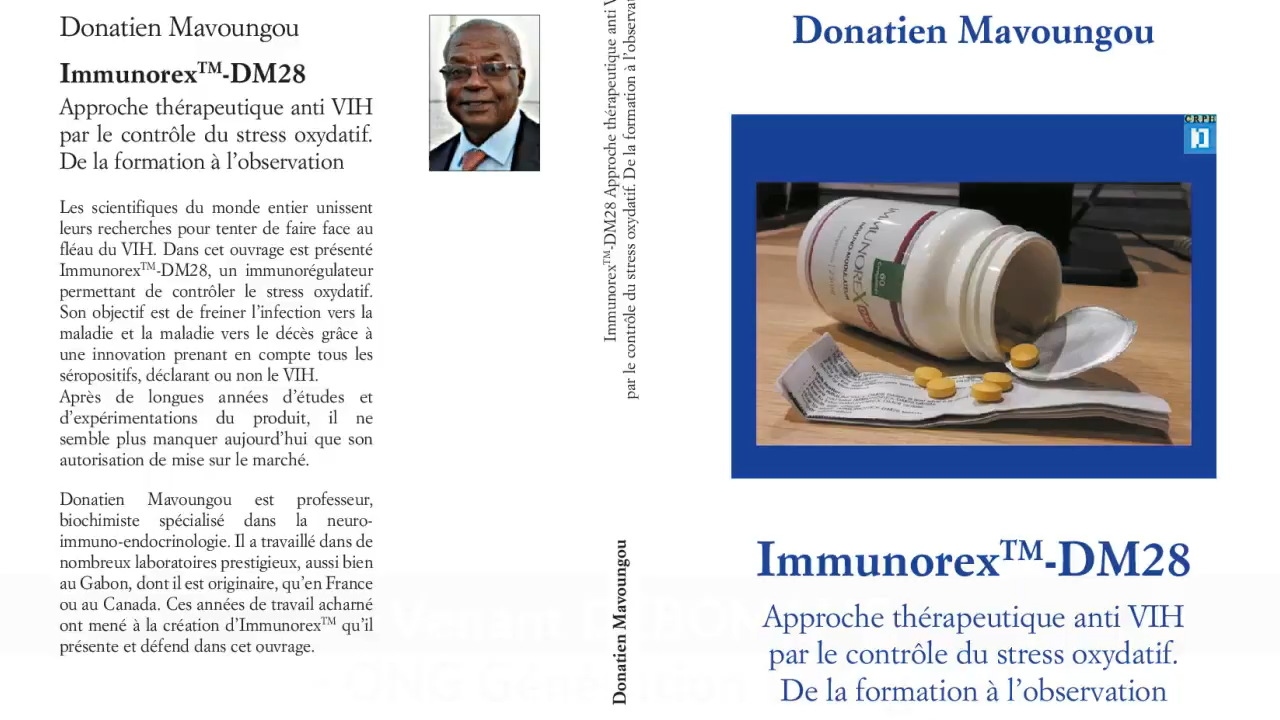 Donatien Mavoungou
Immunorex™-DM28
Approche thérapeutique anti VIH
par le contrôle du stress oxydatif.
De la formation à l’observation
Les scientifiques du monde entier unissent
leurs recherches pour tenter de faire face au
fléau du VIH. Dans cet ouvrage est présenté
Immunorex™-DM28, un immunorégulateur
permettant de contrôler le stress oxydatif.
Son objectif est de freiner l’infection vers la
maladie et la maladie vers le décès grâce à
une innovation prenant en compte tous les
séropositifs, déclarant ou non le VIH.
Après de longues années d’études et
d’expérimentations du produit, il ne
semble plus manquer aujourd’hui que son
autorisation de mise sur le marché.
Donatien Mavoungou est professeur,
biochimiste spécialisé dans la neuro-
immuno-endocrinologie. Il a travaillé dans de
nombreux laboratoires prestigieux, aussi bien
au Gabon, dont il est originaire, qu’en France
ou au Canada. Ces années de travail acharné
ont mené à la création d’Immunorex™ qu’il
présente et défend dans cet ouvrage.
Immunorex™-DM28 Approche thérapeutique anti
par le contrôle du stress oxydatif. De la formation à l’observat
Donatien Mavoungou
Donatien Mavoungou
CRPH
IMMUNOREX
60
Immunorex™-DM28
Approche thérapeutique anti VIH
par le contrôle du stress oxydatif.
De la formation à l’observation
Venant
ONG Génération